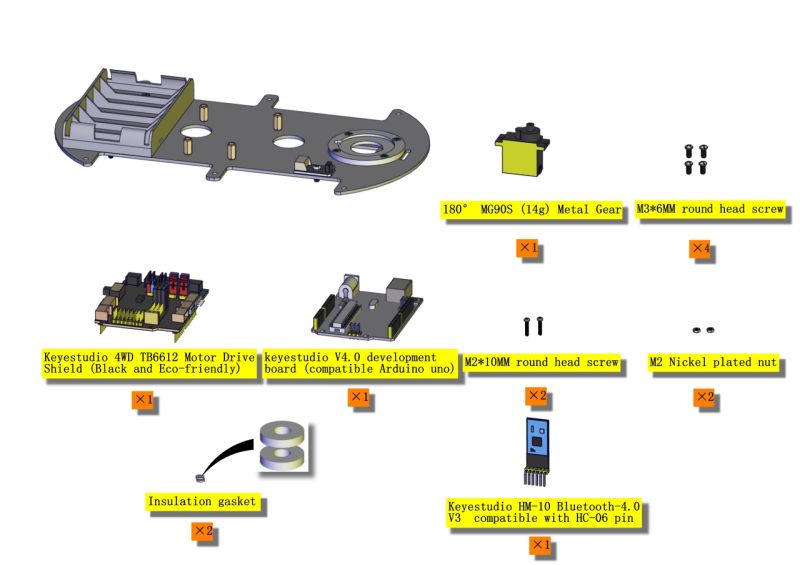 180° MG90S (14g) Metal Gear
×1
M3*6MM round head screw
×4
Keyestudio 4WD TB6612 Motor Drive
Shield (Black and Eco-friendly)
×1
keyestudio V4.0 development
board (compatible Arduino uno)
×1
M2*10MM round head screw
×2
M2 Nickel plated nut
×2
Insulation gasket
×2
Keyestudio HM-10 Bluetooth-4.0
V3 compatible with HC-06 pin
×1